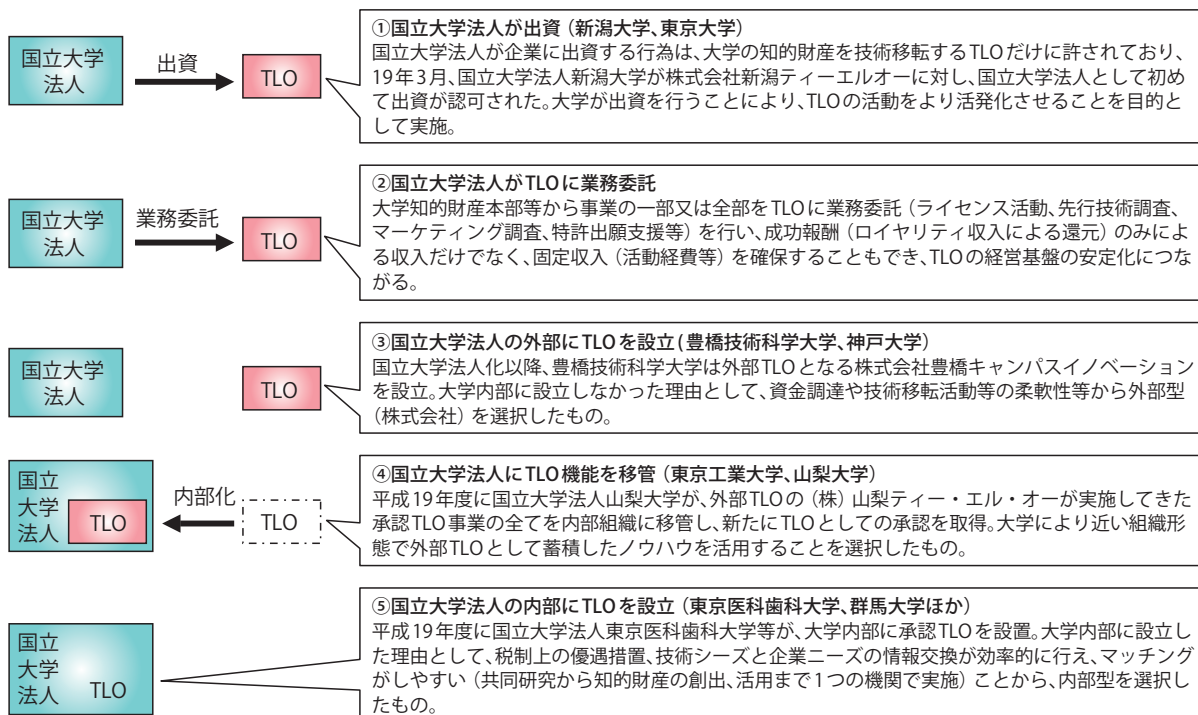 国立大学
法人
出資
TLO
①国立大学法人が出資（新潟大学、東京大学）
国立大学法人が企業に出資する行為は、大学の知的財産を技術移転するTLOだけに許されており、
19年3月、国立大学法人新潟大学が株式会社新潟ティーエルオーに対し、国立大学法人として初め
て出資が認可された。大学が出資を行うことにより、TLOの活動をより活発化させることを目的と
して実施。
国立大学
法人
業務委託
TLO
②国立大学法人がTLOに業務委託
大学知的財産本部等から事業の一部又は全部をTLOに業務委託（ライセンス活動、先行技術調査、
マーケティング調査、特許出願支援等）を行い、成功報酬（ロイヤリティ収入による還元）のみによ
る収入だけでなく、固定収入（活動経費等）を確保することもでき、TLOの経営基盤の安定化につな
がる。
国立大学
法人
TLO
③国立大学法人の外部にTLOを設立（豊橋技術科学大学、神戸大学）
国立大学法人化以降、豊橋技術科学大学は外部TLOとなる株式会社豊橋キャンパスイノベーション
を設立。大学内部に設立しなかった理由として、資金調達や技術移転活動等の柔軟性等から外部型
（株式会社）を選択したもの。
国立
大学
法人
TLO
内部化
TLO
④国立大学法人にTLO機能を移管（東京工業大学、山梨大学）
平成19年度に国立大学法人山梨大学が、外部TLOの（株）山梨ティー・エル・オーが実施してきた
承認TLO事業の全てを内部組織に移管し、新たにTLOとしての承認を取得。大学により近い組織形
態で外部TLOとして蓄積したノウハウを活用することを選択したもの。
国立
大学
法人
TLO
⑤国立大学法人の内部にTLOを設立（東京医科歯科大学、群馬大学ほか）
平成19年度に国立大学法人東京医科歯科大学等が、大学内部に承認TLOを設置。大学内部に設立し
た理由として、税制上の優遇措置、技術シーズと企業ニーズの情報交換が効率的に行え、マッチング
がしやすい（共同研究から知的財産の創出、活用まで1つの機関で実施）ことから、内部型を選択し
たもの。